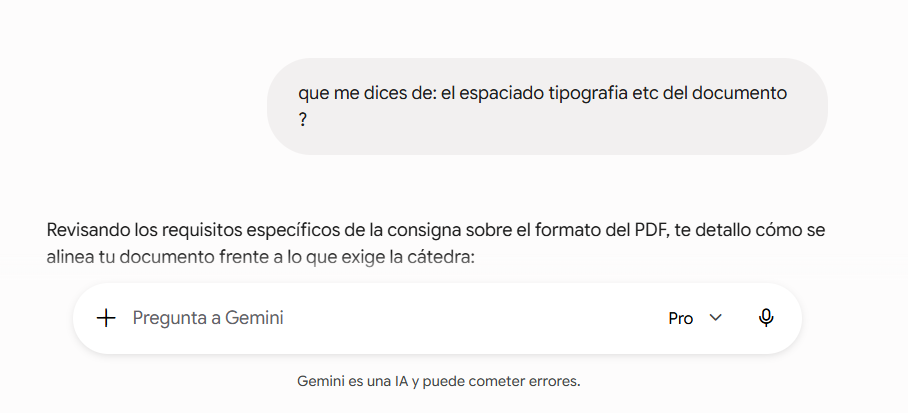 que me dices de: el espaciado tipografia etc del documento
?
Revisando los requisitos específicos de la consigna sobre el formato del PDF, te detallo cómo se
alinea tu documento frente a lo que exige la cátedra:
Pregunta a Gemini
Pro
Gemini es una IA y puede cometer errores.